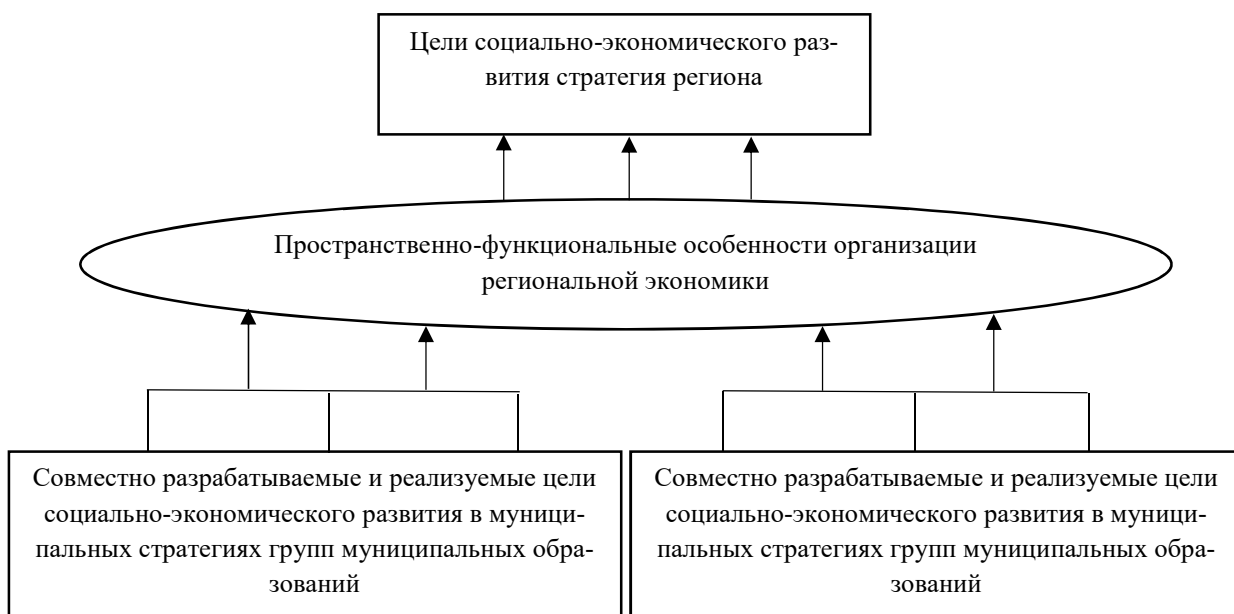 Цели социально-экономического раз-
вития стратегия региона
Пространственно-функциональные особенности организации
региональной экономики
Совместно разрабатываемые и реализуемые цели
социально-экономического развития в муници-
пальных стратегиях групп муниципальных обра-
зований
Совместно разрабатываемые и реализуемые цели
социально-экономического развития в муници-
пальных стратегиях групп муниципальных обра-
зований